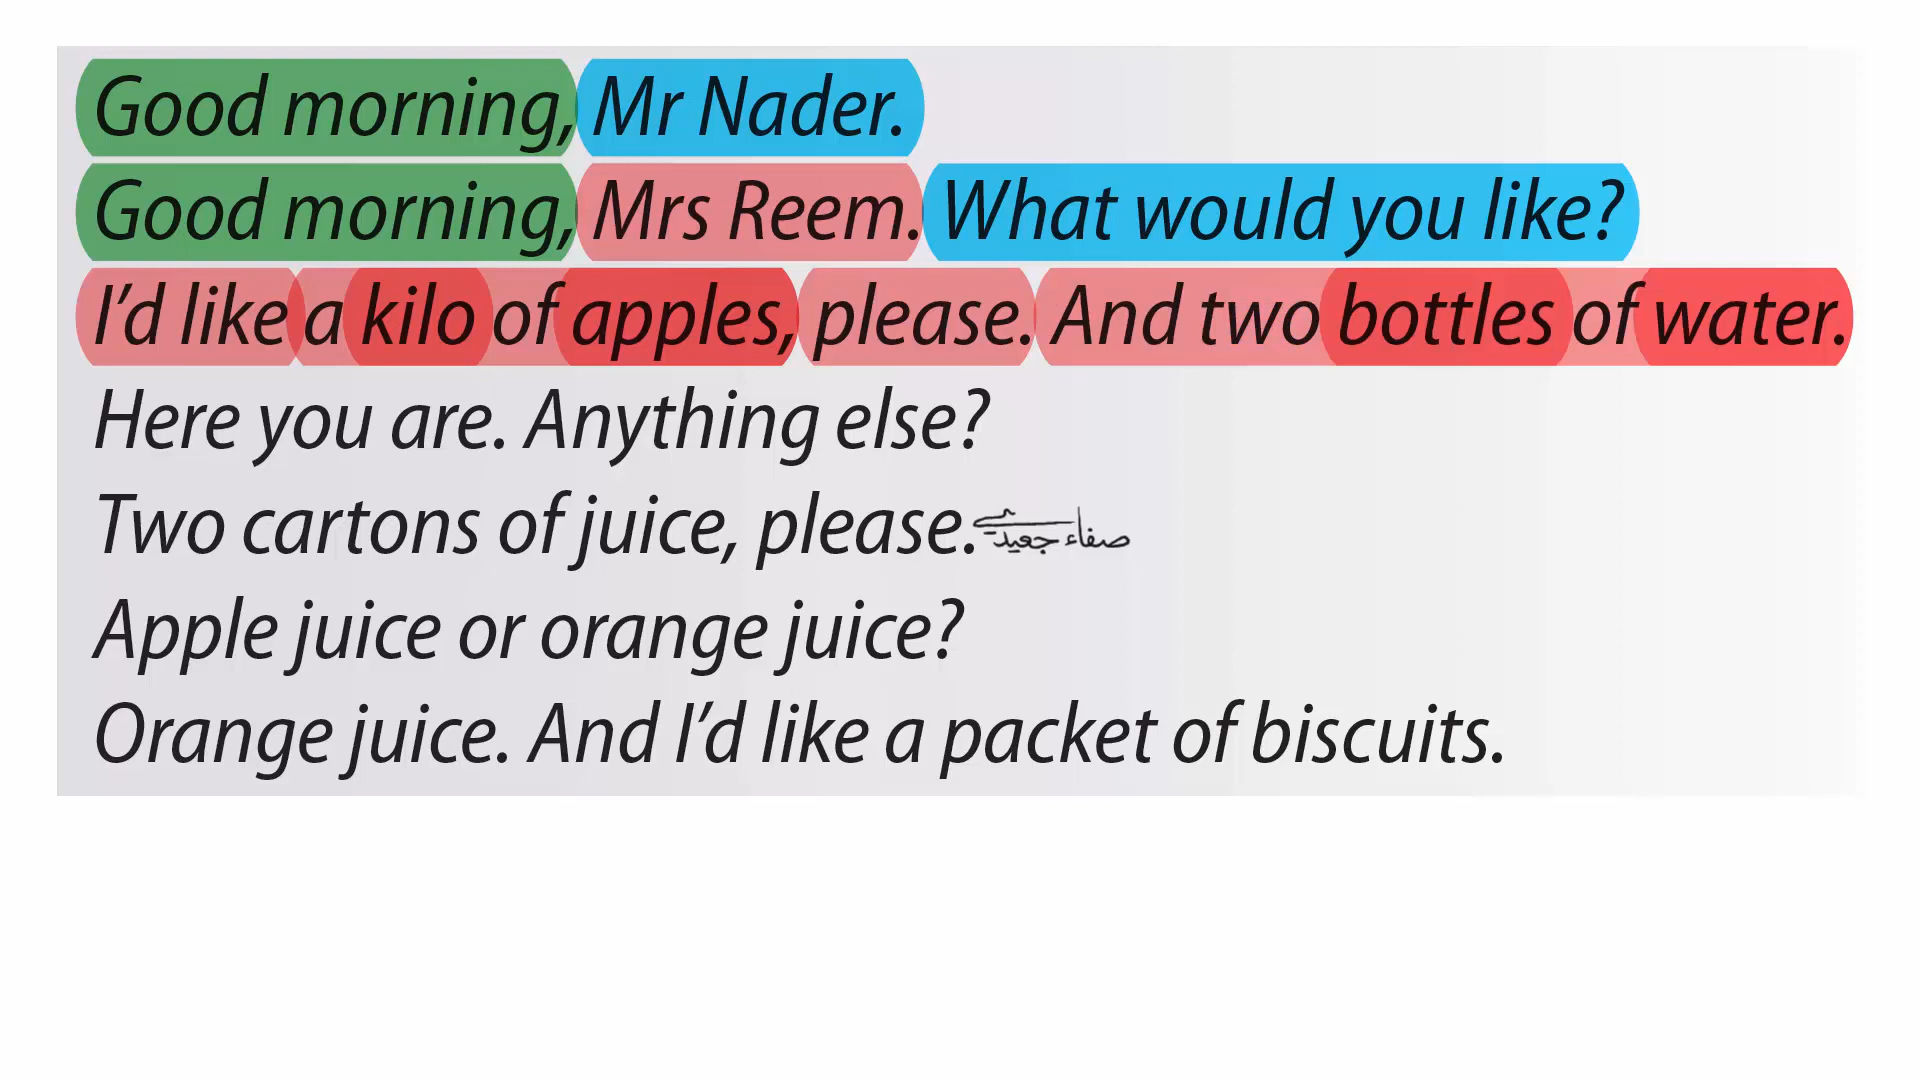 Good morning, Mr Nader.
Good morning, Mrs Reem. What would you like?
I'd like a kilo of apples, please. And two bottles of water.
Here you are. Anything else?
Two cartons of juice, please.
صفاء جعيدي
Apple juice or orange juice?
Orange juice. And I'd like a packet of biscuits.